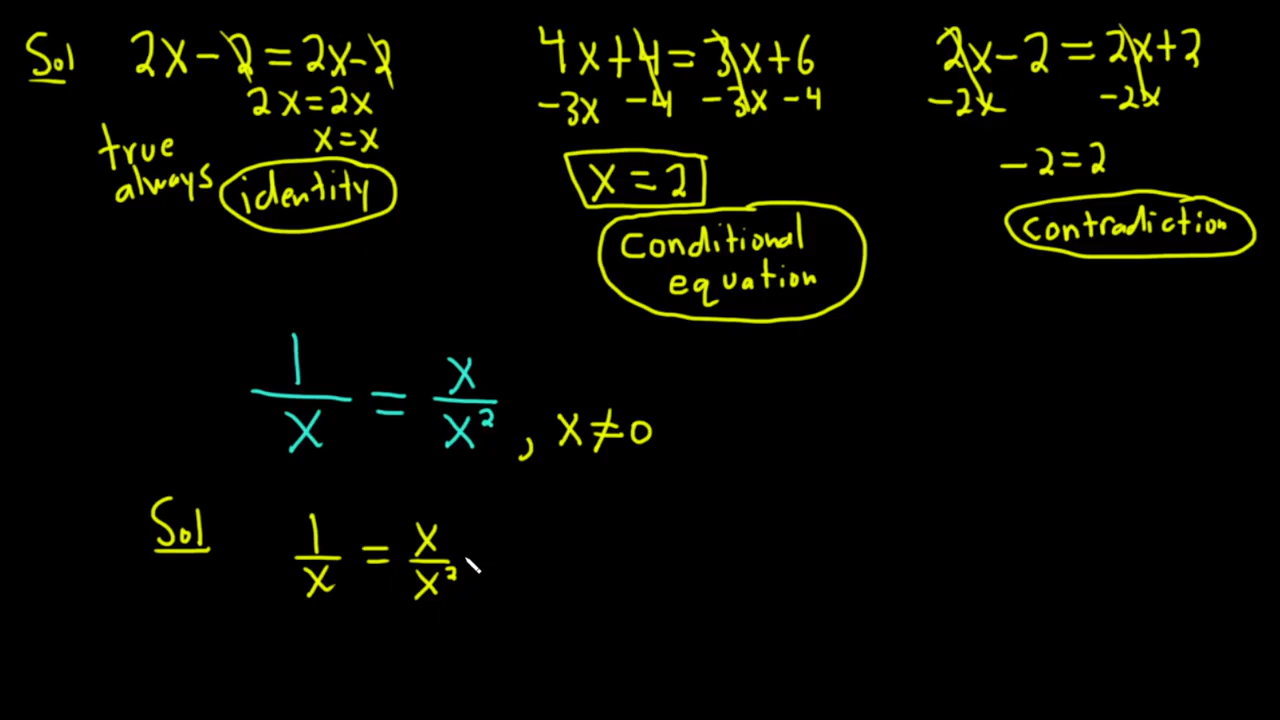 Sol 2x-2=2x-2
2x=2x
x=x
true always
identity
4x+4=3x+6
-3x -4 -3x -4
x=2
Conditional
equation
2x-2=2x+2
-2x -2x
-2=2
contradiction
1/x = x/x², x≠0
Sol 1/x = x/x²